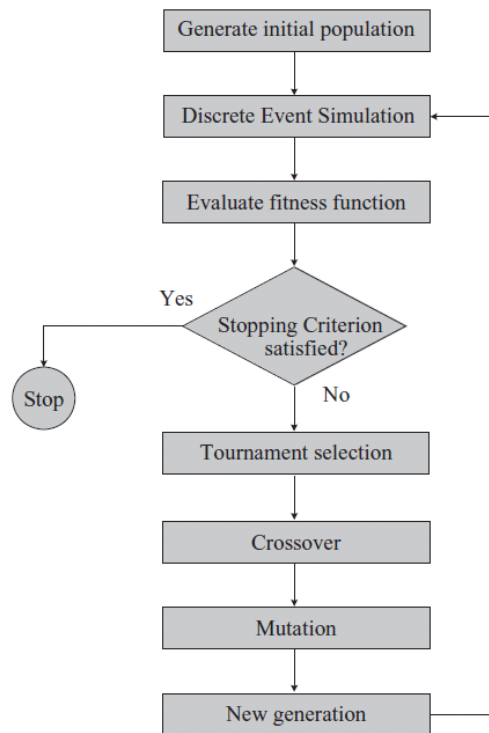 Generate initial population
Discrete Event Simulation
Evaluate fitness function
Yes
Stopping Criterion
satisfied?
Stop
No
Tournament selection
Crossover
Mutation
New generation